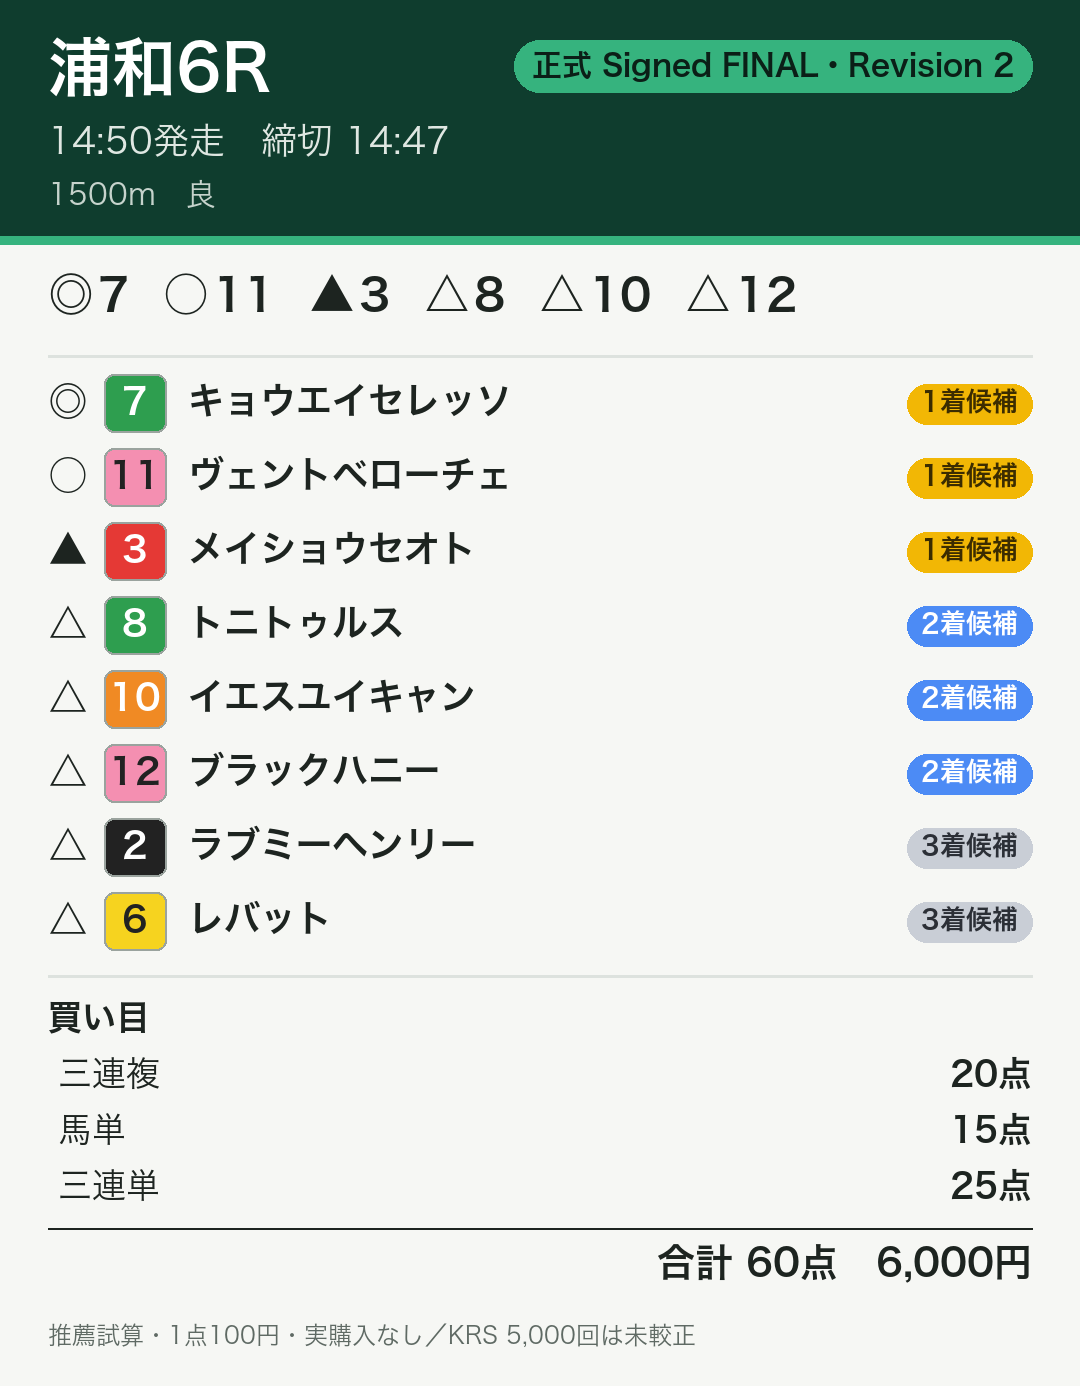 浦和6R
正式 Signed FINAL・Revision 2
14:50発走　締切 14:47
1500m　良
◎7 ○11 ▲3 △8 △10 △12
◎ 7 キョウエイセレッソ 1着候補
○ 11 ヴェントベローチェ 1着候補
▲ 3 メイショウセオト 1着候補
△ 8 トニトゥルス 2着候補
△ 10 イエスユイキャン 2着候補
△ 12 ブラックハニー 2着候補
△ 2 ラブミーヘンリー 3着候補
△ 6 レバット 3着候補
買い目
三連複 20点
馬単 15点
三連単 25点
合計 60点　6,000円
推薦試算・1点100円・実購入なし／KRS 5,000回は未較正